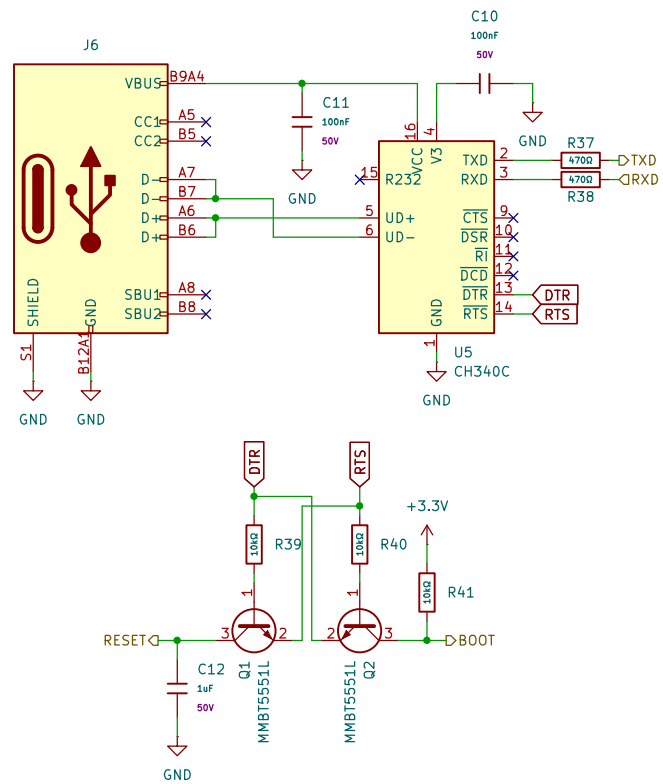 C10
100nF
50V
J6
VBUS
B9A4
C11
100nF
50V
GND
16
4
VCC
V3
GND
CC1
A5
CC2
B5
D-
A7
D-
B7
D+
A6
D+
B6
SBU1
A8
SBU2
B8
SHIELD
GND
S1
B12A1
GND
GND
15
R232
5
UD+
6
UD-
TXD
2
RXD
3
R37
470Ω
TXD
470Ω
RXD
R38
CTS
9
DSR
10
RI
11
DCD
12
DTR
13
DTR
RTS
14
RTS
GND
1
U5
CH340C
GND
DTR
RTS
+3.3V
10kΩ
R39
10kΩ
R40
10kΩ
R41
1
1
RESET
3
2
2
3
BOOT
Q1
MMBT5551L
MMBT5551L
Q2
C12
1uF
50V
GND